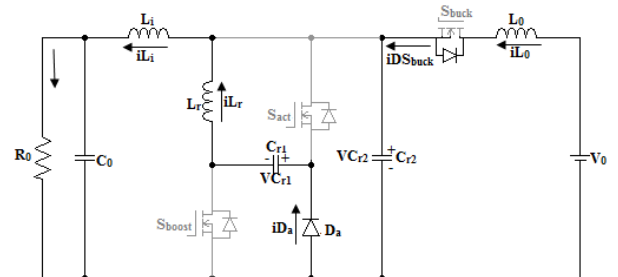 Li
iLi
Sbuck
L0
iDSbuck
iL0
Lr
iLr
Sact
R0
C0
Cr1
- +
VCr1
VCr2
+
-
Cr2
V0
Sboost
iDa
Da